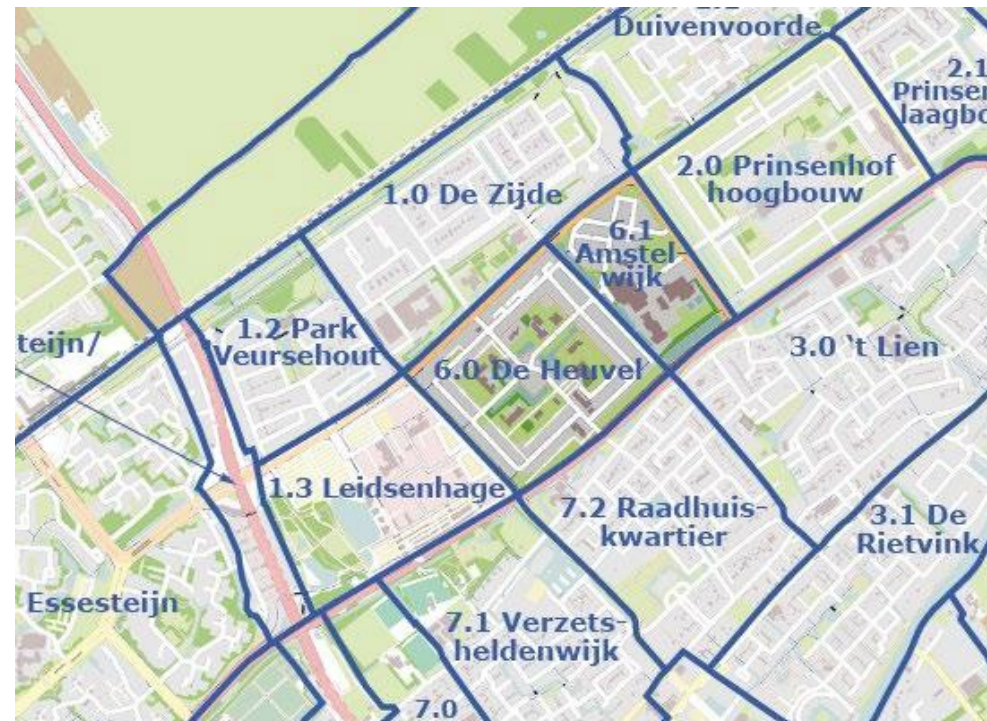 Duivenvoorde
2.1
Prinsen
laagbo
2.0 Prinsenhof
hoogbouw
1.0 De Zijde
6.1
Amstel-
wijk
1.2 Park
Veursehout
teijn/
3.0 't Lien
6.0 De Heuvel
1.3 Leidsenhage
7.2 Raadhuis-
kwartier
3.1 De
Rietvink
Essesteijn
7.1 Verzets-
heldenwijk
7.0